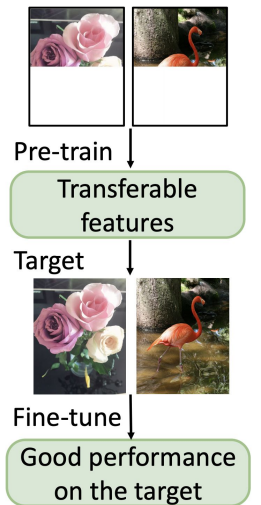 Pre-train
Transferable
features
Target
Fine-tune
Good performance
on the target